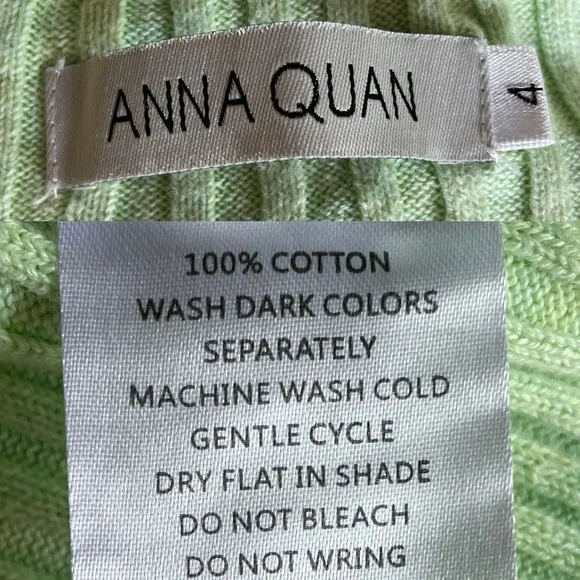 ANNA QUAN
4
100% COTTON
WASH DARK COLORS
SEPARATELY
MACHINE WASH COLD
GENTLE CYCLE
DRY FLAT IN SHADE
DO NOT BLEACH
DO NOT WRING